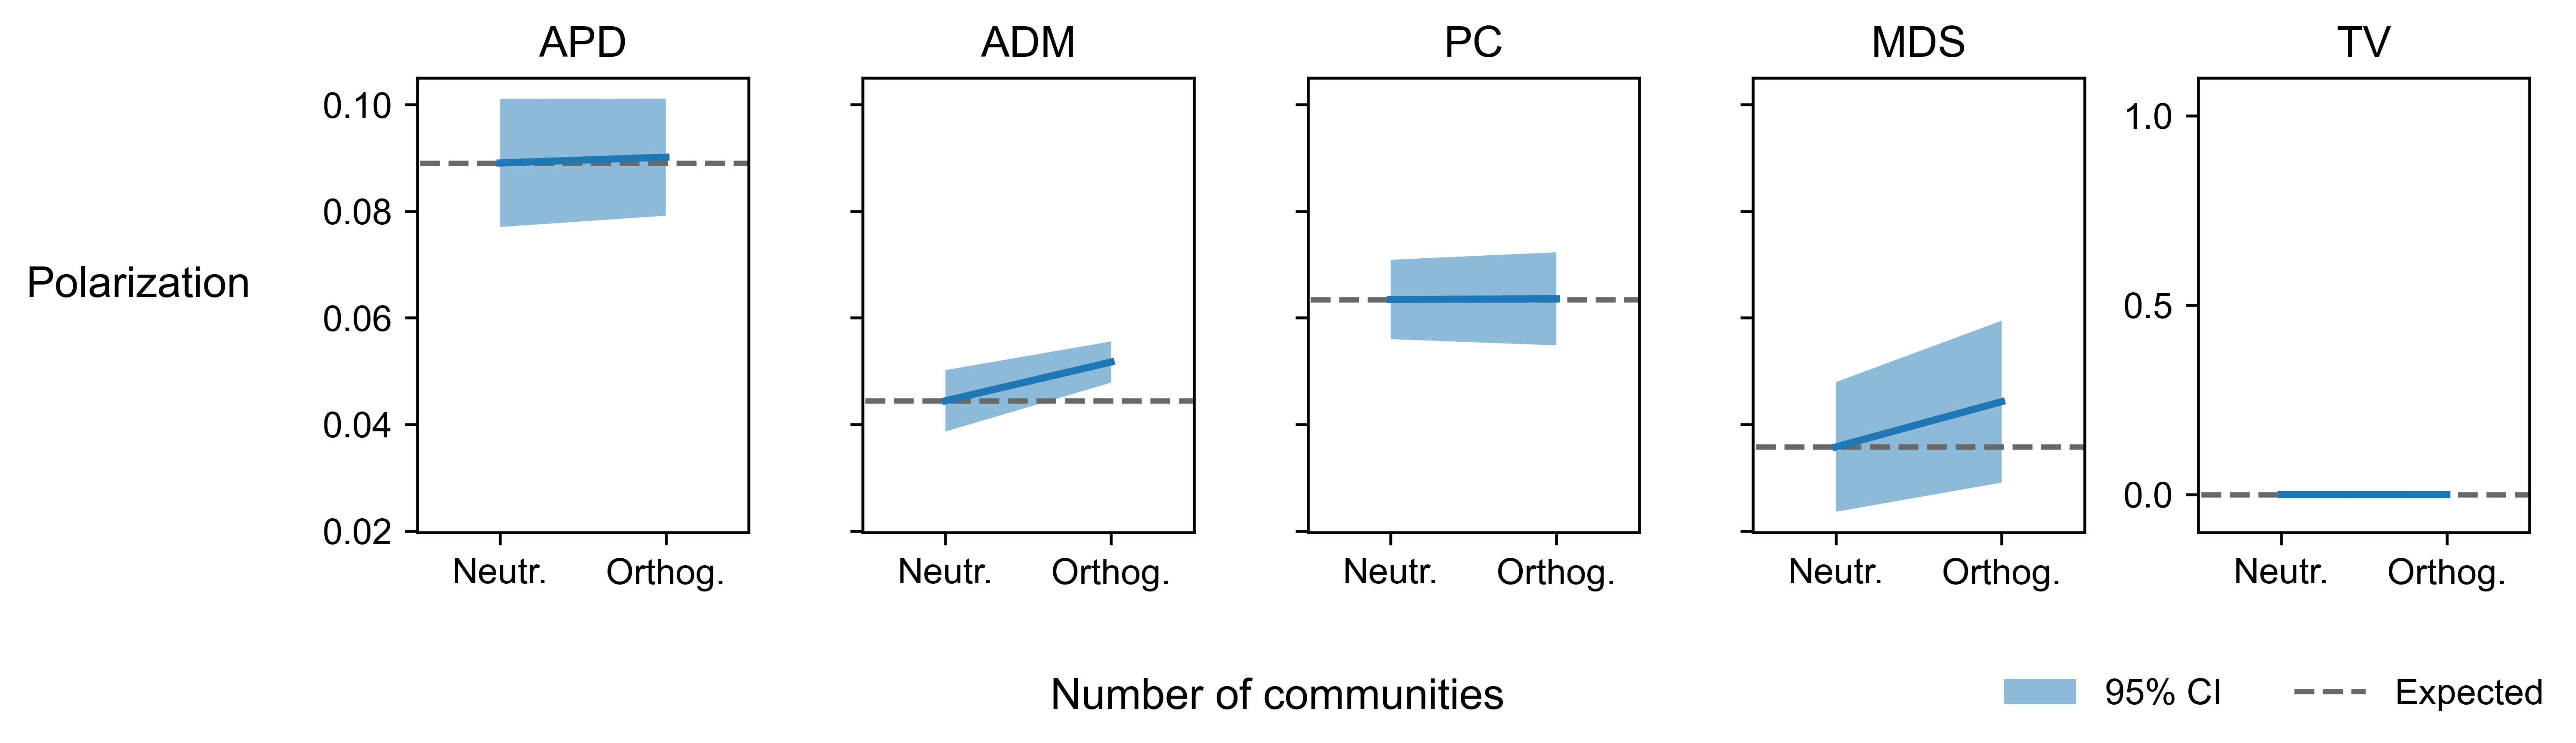 APD
ADM
PC
MDS
TV
Polarization
0.10
0.08
0.06
0.04
0.02
1.0
0.5
0.0
Neutr. Orthog.
Neutr. Orthog.
Neutr. Orthog.
Neutr. Orthog.
Neutr. Orthog.
Number of communities
95% CI
Expected